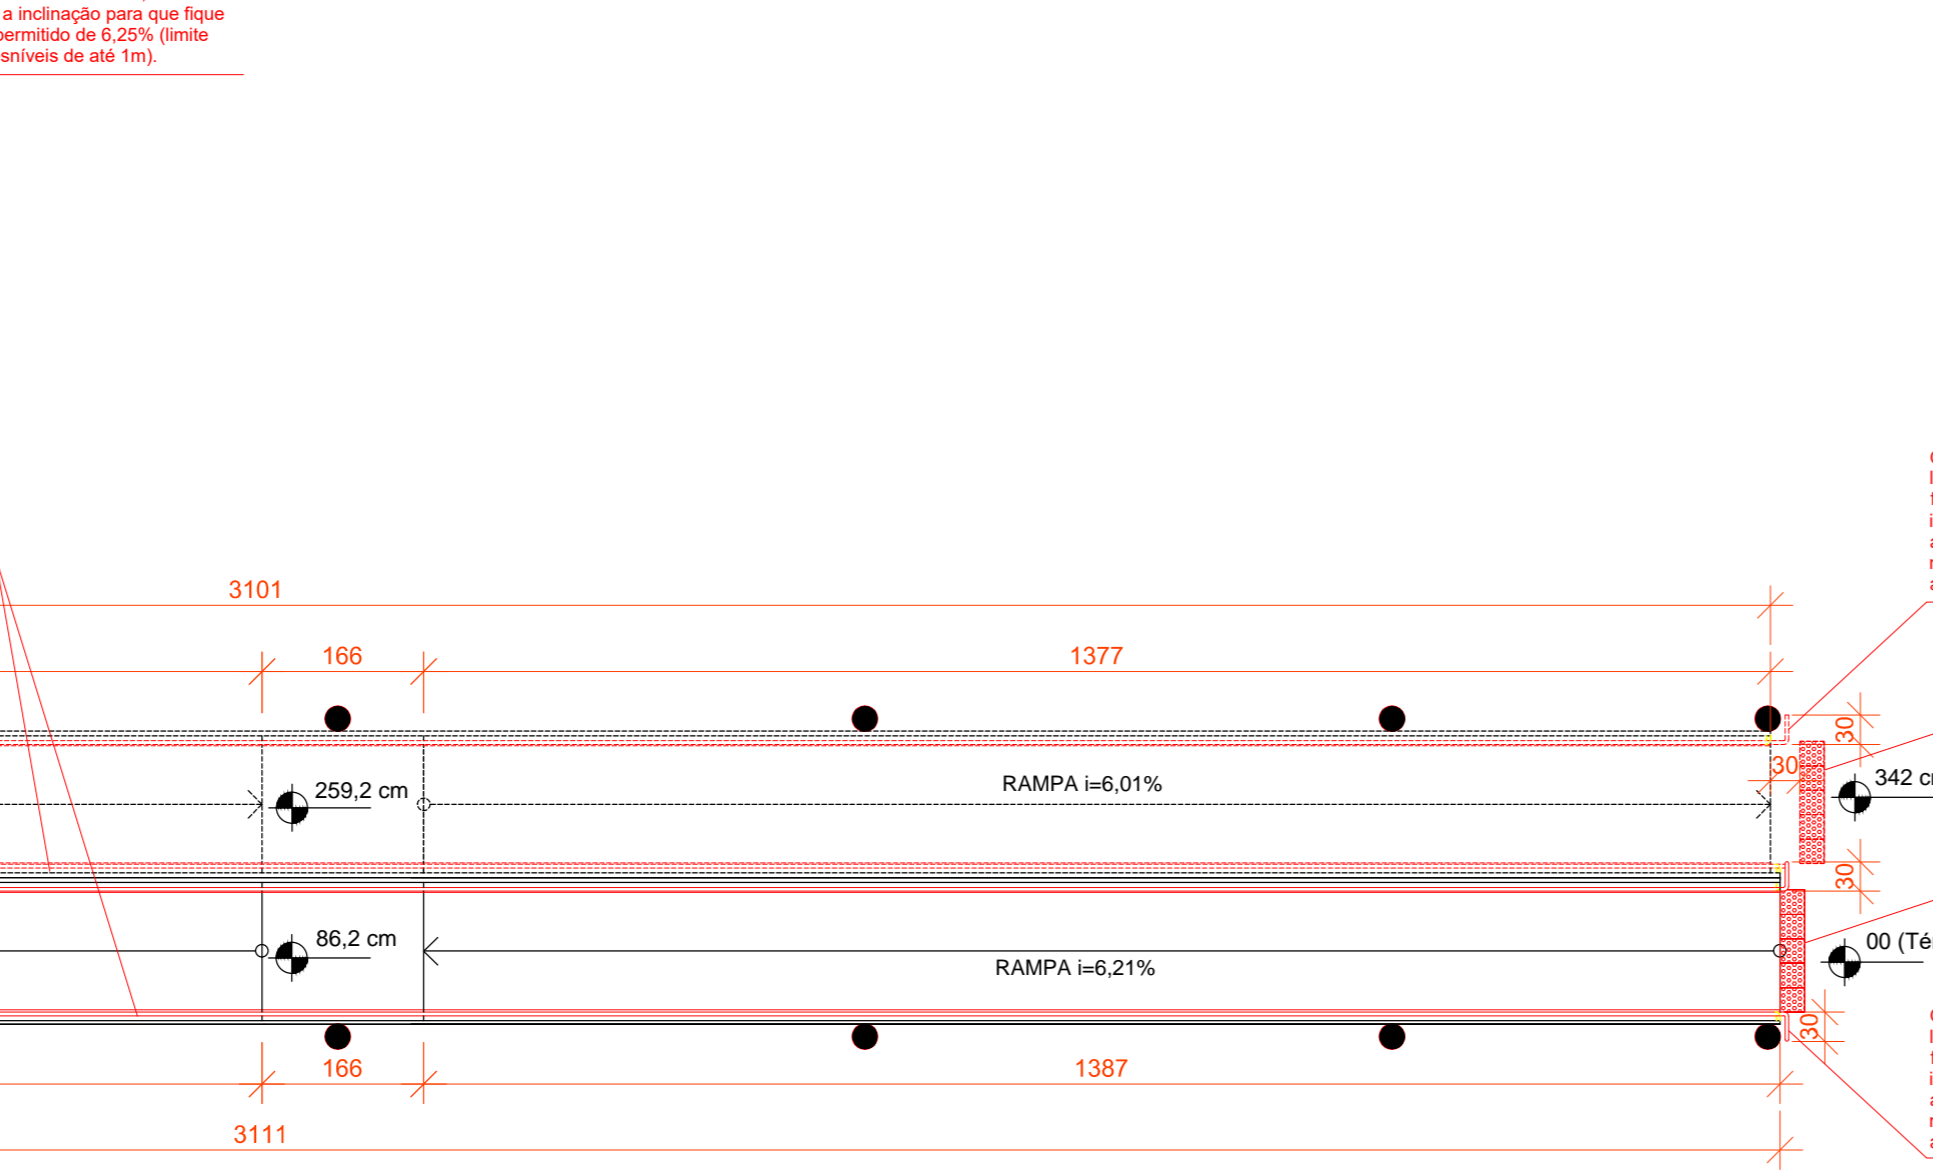 a inclinação para que fique
permitido de 6,25% (limite
sníveis de até 1m).
3101
166
1377
30
259,2 cm
RAMPA i=6,01%
30
342 c
30
86,2 cm
RAMPA i=6,21%
00 (Té
30
166
1387
3111